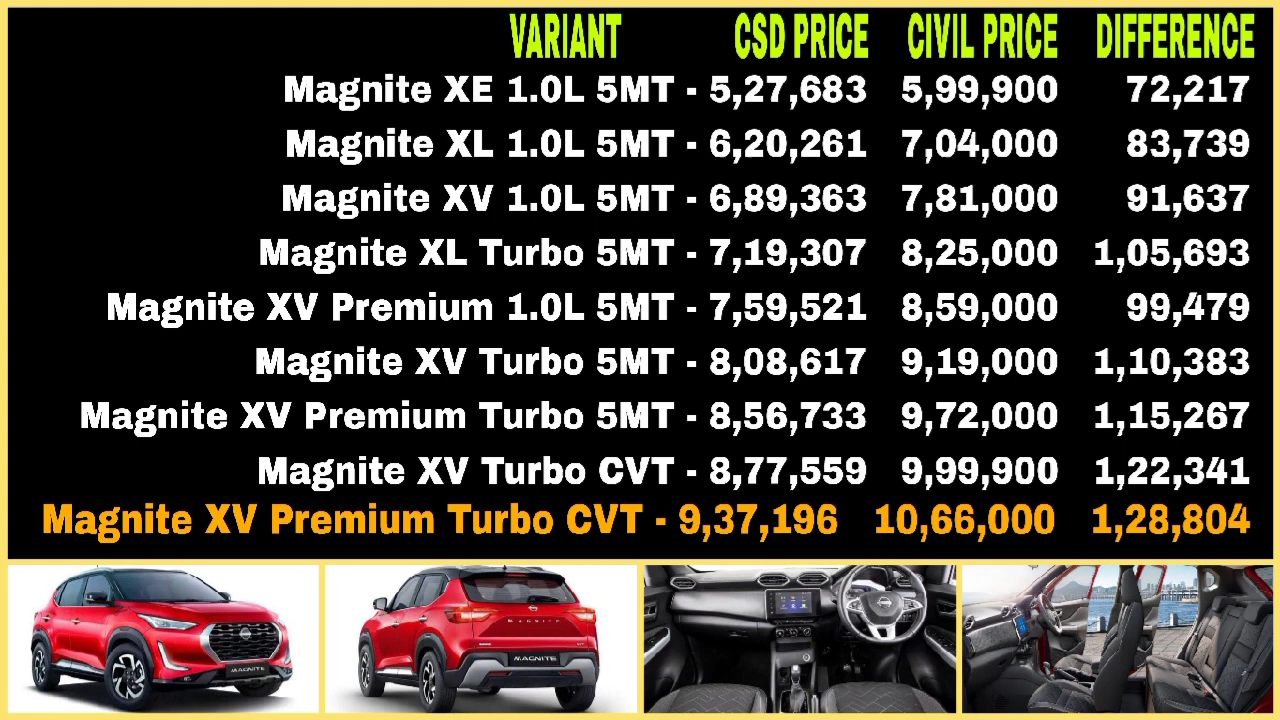 VARIANT CSD PRICE CIVIL PRICE DIFFERENCE
Magnite XE 1.0L 5MT - 5,27,683 5,99,900 72,217
Magnite XL 1.0L 5MT - 6,20,261 7,04,000 83,739
Magnite XV 1.0L 5MT - 6,89,363 7,81,000 91,637
Magnite XL Turbo 5MT - 7,19,307 8,25,000 1,05,693
Magnite XV Premium 1.0L 5MT - 7,59,521 8,59,000 99,479
Magnite XV Turbo 5MT - 8,08,617 9,19,000 1,10,383
Magnite XV Premium Turbo 5MT - 8,56,733 9,72,000 1,15,267
Magnite XV Turbo CVT - 8,77,559 9,99,900 1,22,341
Magnite XV Premium Turbo CVT - 9,37,196 10,66,000 1,28,804
MAGNITE
MAGNITE
MAGNITE